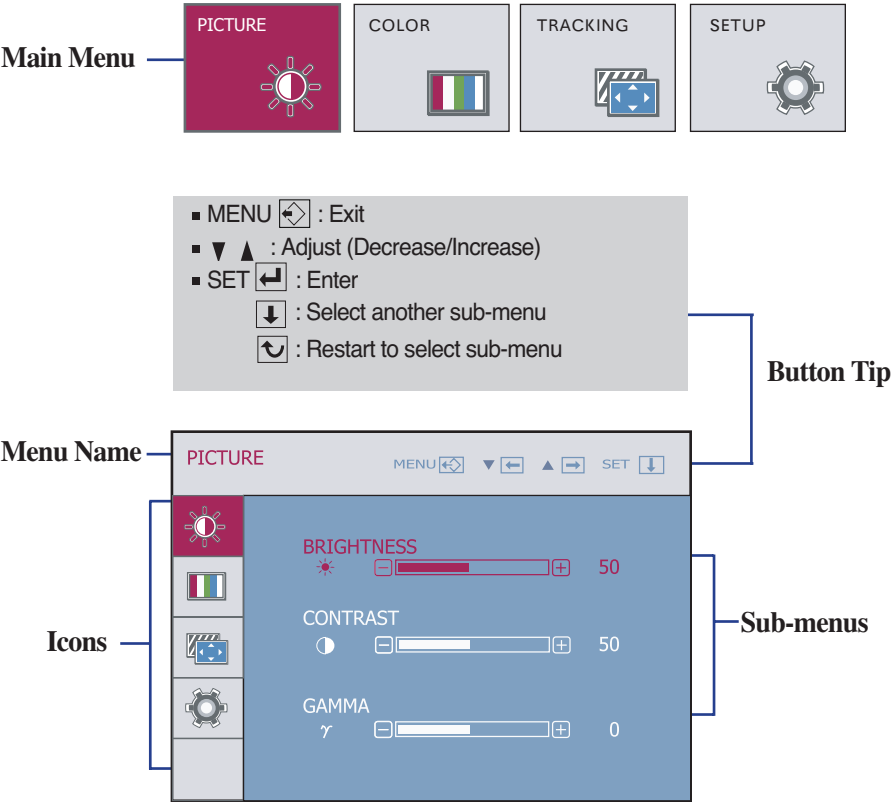 PICTURE COLOR TRACKING SETUP
Main Menu
MENU : Exit
▼ ▲ : Adjust (Decrease/Increase)
SET : Enter
: Select another sub-menu
: Restart to select sub-menu
Button Tip
Menu Name
PICTURE MENU ▼ ▲ SET
BRIGHTNESS
50
CONTRAST
50
Icons
Sub-menus
GAMMA
γ 0